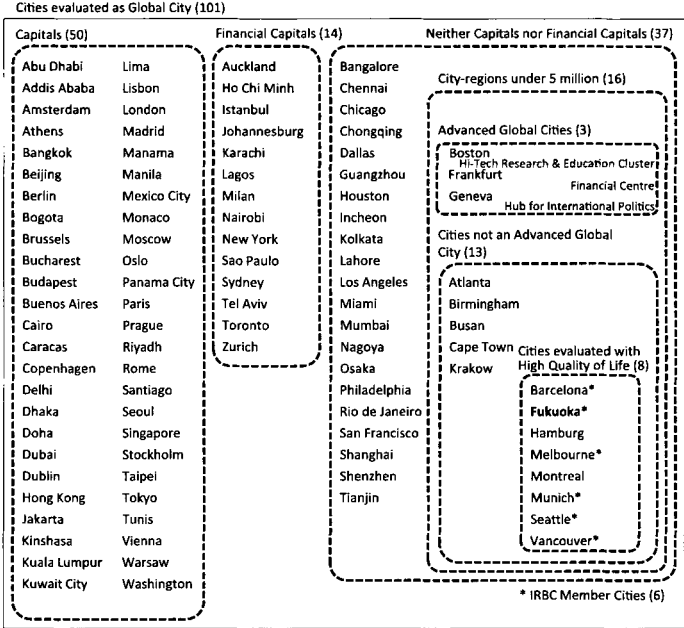 Cities evaluated as Global City (101)
Capitals (50)
Abu Dhabi
Addis Ababa
Amsterdam
Athens
Bangkok
Beijing
Berlin
Bogota
Brussels
Bucharest
Budapest
Buenos Aires
Cairo
Caracas
Copenhagen
Delhi
Dhaka
Doha
Dubai
Dublin
Hong Kong
Jakarta
Kinshasa
Kuala Lumpur
Kuwait City
Lima
Lisbon
London
Madrid
Manama
Manila
Mexico City
Monaco
Moscow
Oslo
Panama City
Paris
Prague
Riyadh
Rome
Santiago
Seoul
Singapore
Stockholm
Taipei
Tokyo
Tunis
Vienna
Warsaw
Washington
Financial Capitals (14)
Auckland
Ho Chi Minh
Istanbul
Johannesburg
Karachi
Lagos
Milan
Nairobi
New York
Sao Paulo
Sydney
Tel Aviv
Toronto
Zurich
Neither Capitals nor Financial Capitals (37)
Bangalore
Chennai
Chicago
Chongqing
Dallas
Guangzhou
Houston
Incheon
Kolkata
Lahore
Los Angeles
Miami
Mumbai
Nagoya
Osaka
Philadelphia
Rio de Janeiro
San Francisco
Shanghai
Shenzhen
Tianjin
City-regions under 5 million (16)
Advanced Global Cities (3)
Boston
Hi-Tech Research & Education Cluster
Frankfurt
Financial Centre
Geneva
Hub for International Politics
Cities not an Advanced Global
City (13)
Atlanta
Birmingham
Busan
Cape Town
Krakow
Cities evaluated with
High Quality of Life (8)
Barcelona*
Fukuoka*
Hamburg
Melbourne*
Montreal
Munich*
Seattle*
Vancouver*
* IRBC Member Cities (6)